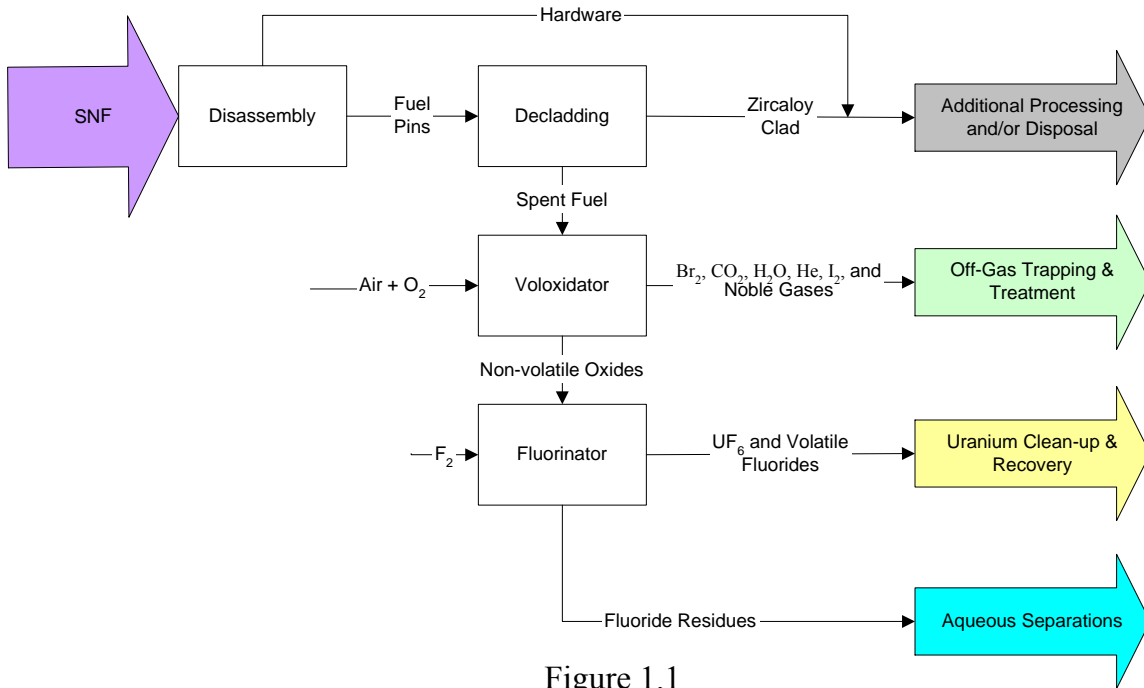 Hardware
SNF
Disassembly
Fuel
Pins
Decladding
Zircaloy
Clad
Additional Processing
and/or Disposal
Spent Fuel
Air + O₂
Voloxidator
Br₂, CO₂, H₂O, He, I₂, and
Noble Gases
Off-Gas Trapping &
Treatment
Non-volatile Oxides
F₂
Fluorinator
UF₆ and Volatile
Fluorides
Uranium Clean-up &
Recovery
Fluoride Residues
Aqueous Separations
Figure 1.1